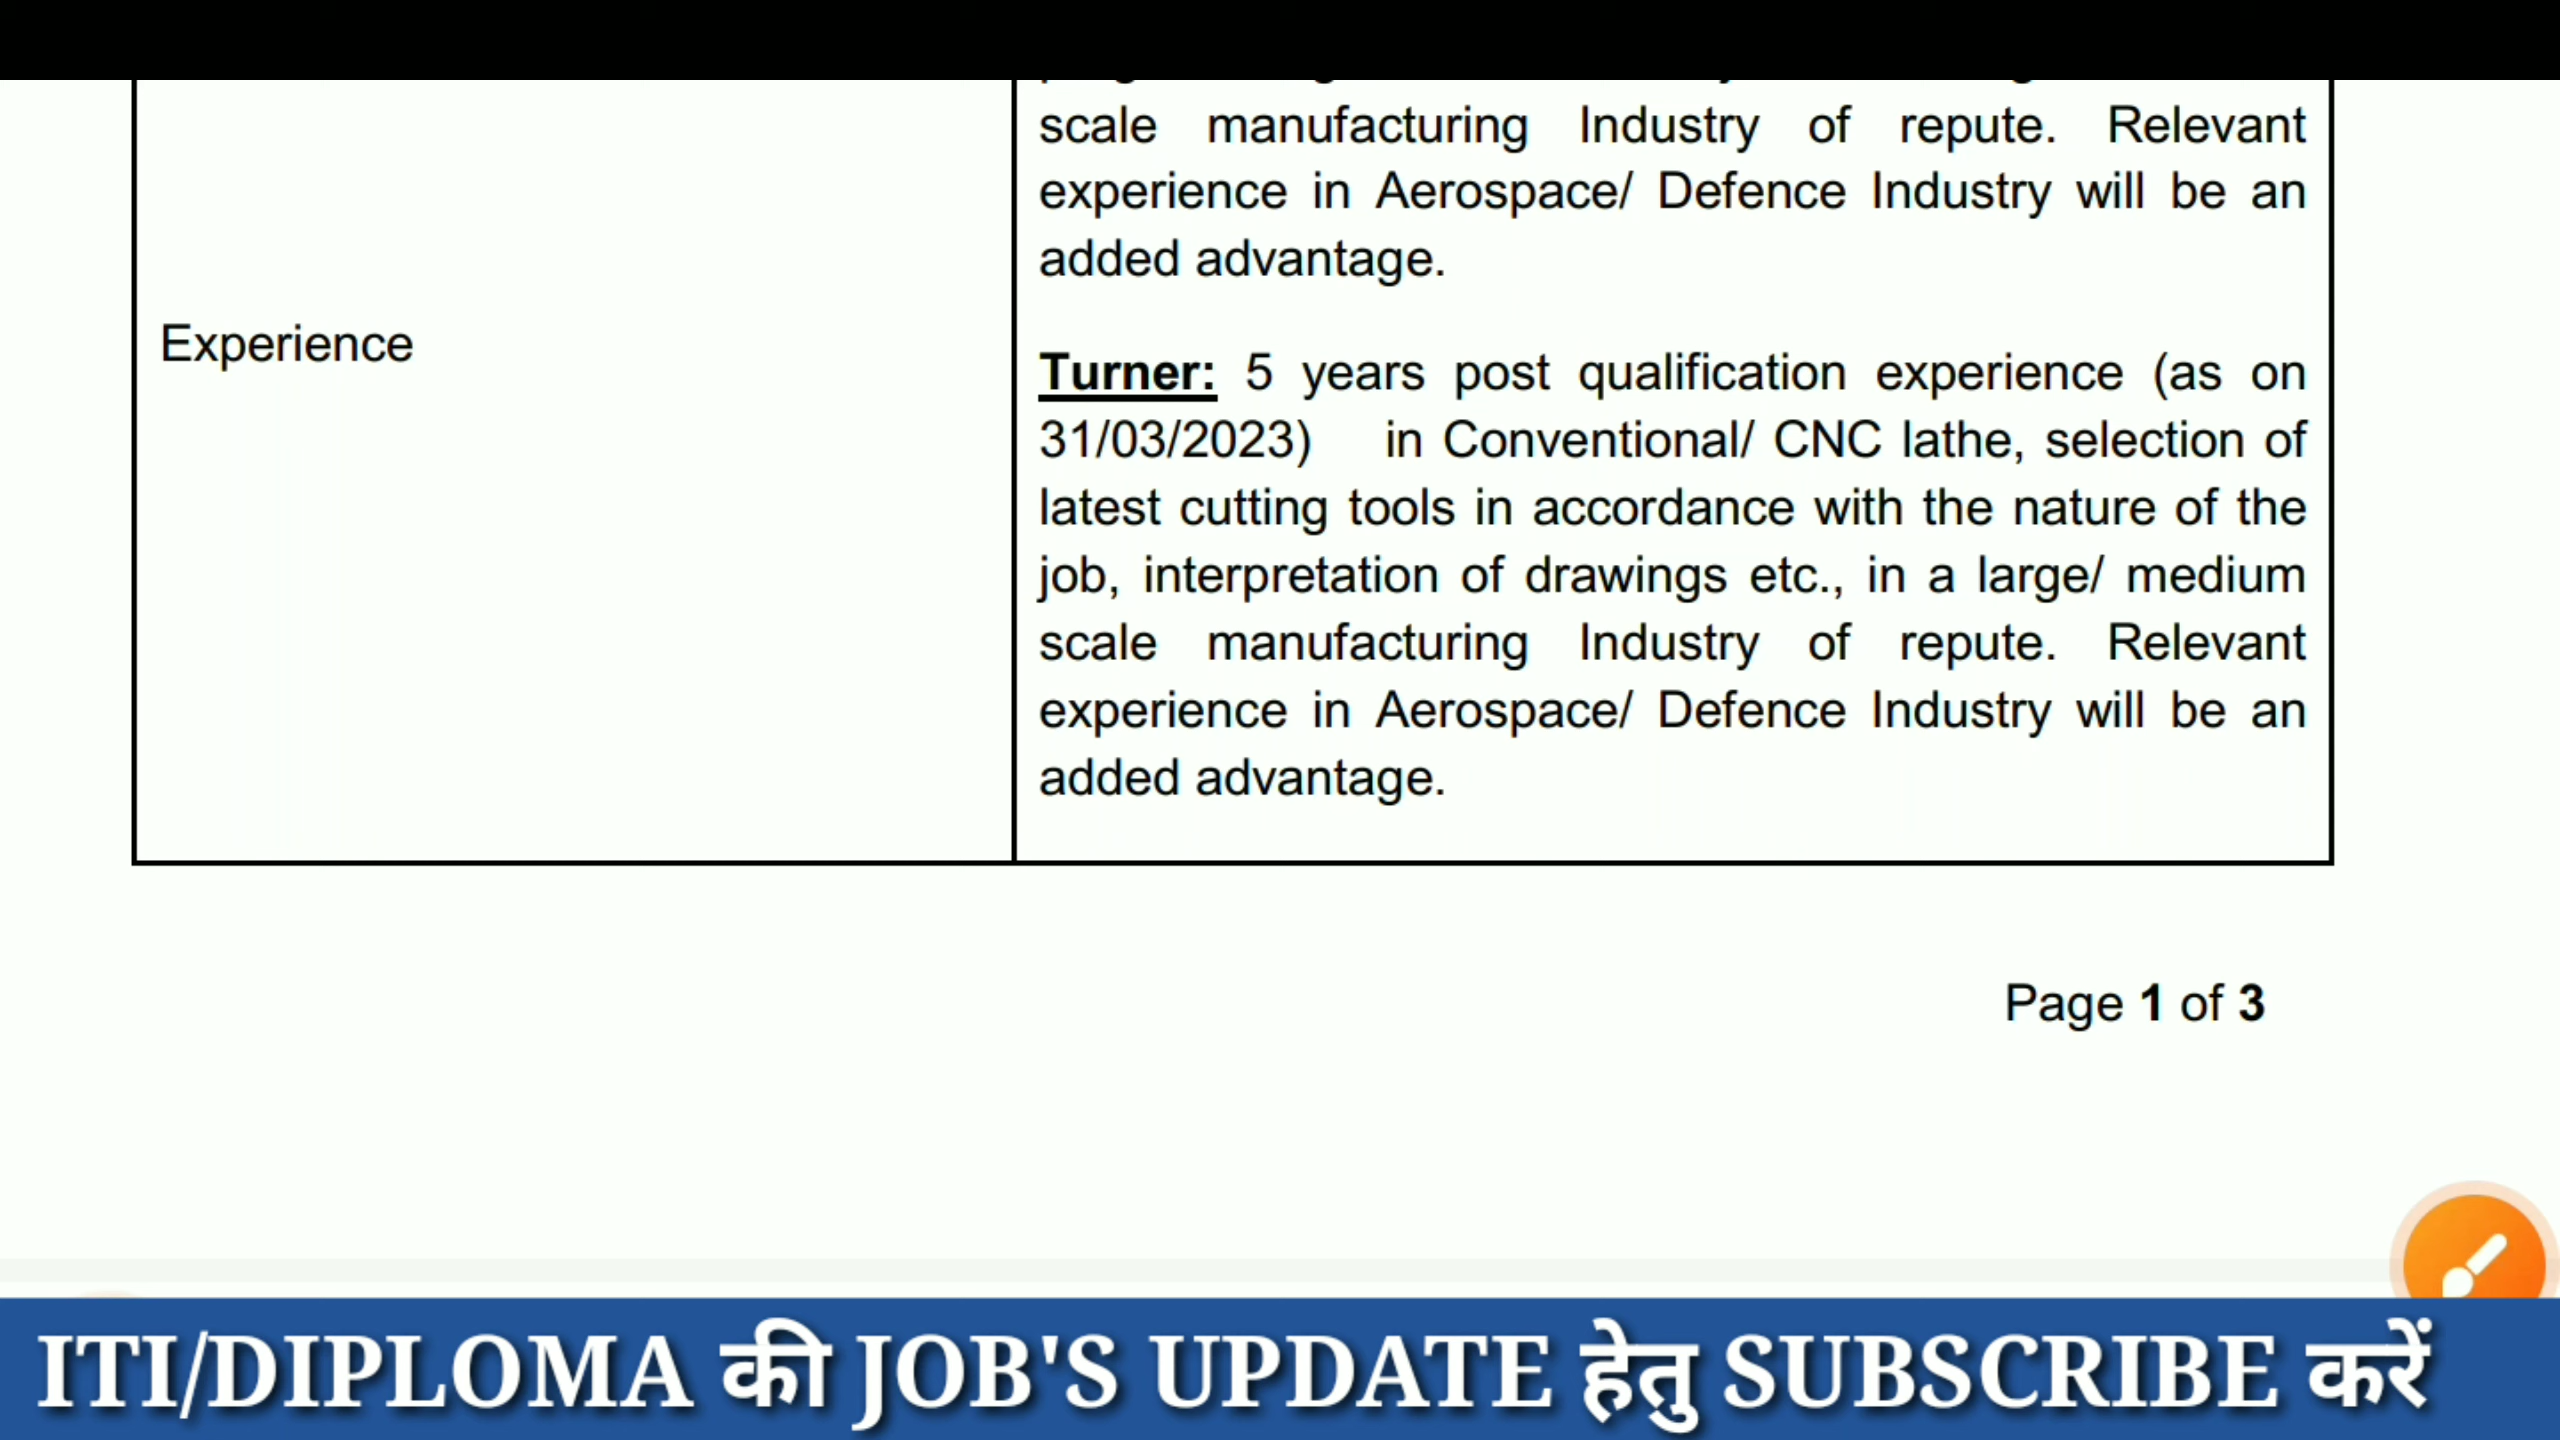 scale manufacturing Industry of repute. Relevant
experience in Aerospace/ Defence Industry will be an
added advantage.
Experience
Turner: 5 years post qualification experience (as on
31/03/2023) in Conventional/ CNC lathe, selection of
latest cutting tools in accordance with the nature of the
job, interpretation of drawings etc., in a large/ medium
scale manufacturing Industry of repute. Relevant
experience in Aerospace/ Defence Industry will be an
added advantage.
Page 1 of 3
ITI/DIPLOMA की JOB'S UPDATE हेतु SUBSCRIBE करें